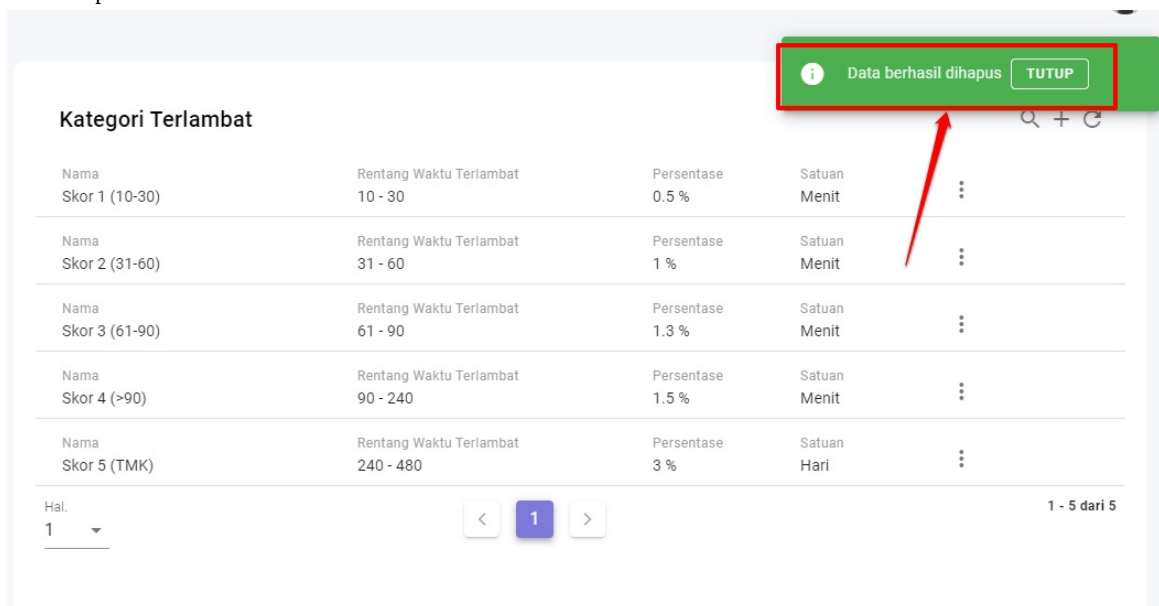 Data berhasil dihapus TUTUP
Kategori Terlambat
Nama Rentang Waktu Terlambat Persentase Satuan
Skor 1 (10-30) 10 - 30 0.5 % Menit
Nama Rentang Waktu Terlambat Persentase Satuan
Skor 2 (31-60) 31 - 60 1 % Menit
Nama Rentang Waktu Terlambat Persentase Satuan
Skor 3 (61-90) 61 - 90 1.3 % Menit
Nama Rentang Waktu Terlambat Persentase Satuan
Skor 4 (>90) 90 - 240 1.5 % Menit
Nama Rentang Waktu Terlambat Persentase Satuan
Skor 5 (TMK) 240 - 480 3 % Hari
Hal.
1 1 1 - 5 dari 5